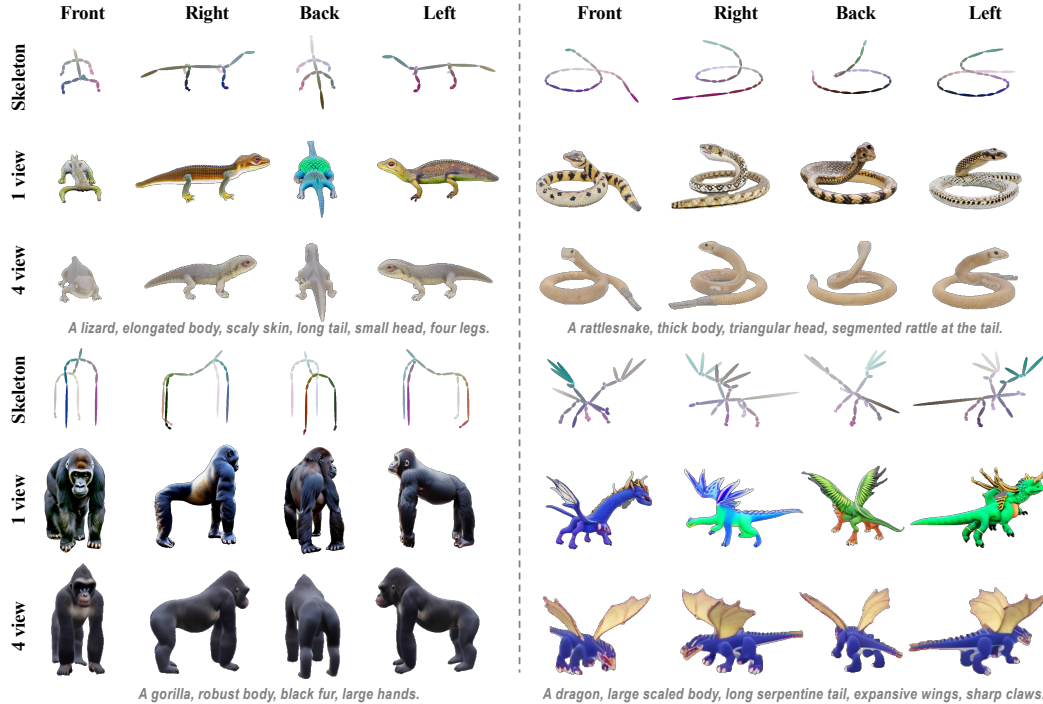 Front Right Back Left Front Right Back Left
Skeleton
1 view
4 view
A lizard, elongated body, scaly skin, long tail, small head, four legs.
A rattlesnake, thick body, triangular head, segmented rattle at the tail.
Skeleton
1 view
4 view
A gorilla, robust body, black fur, large hands.
A dragon, large scaled body, long serpentine tail, expansive wings, sharp claws.